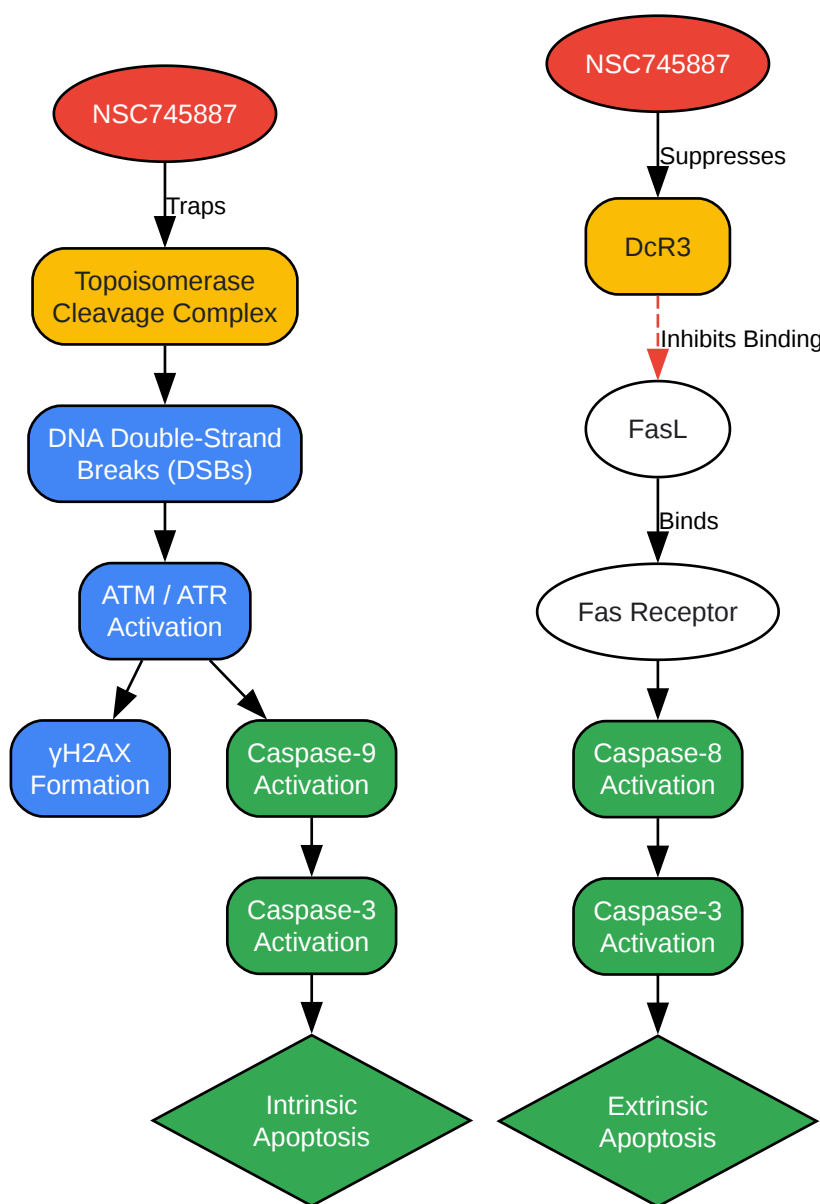 NSC745887
Traps
Topoisomerase
Cleavage Complex
DNA Double-Strand
Breaks (DSBs)
ATM / ATR
Activation
γH2AX
Formation
Caspase-9
Activation
Caspase-3
Activation
Intrinsic
Apoptosis
NSC745887
Suppresses
DcR3
Inhibits Binding
FasL
Binds
Fas Receptor
Caspase-8
Activation
Caspase-3
Activation
Extrinsic
Apoptosis